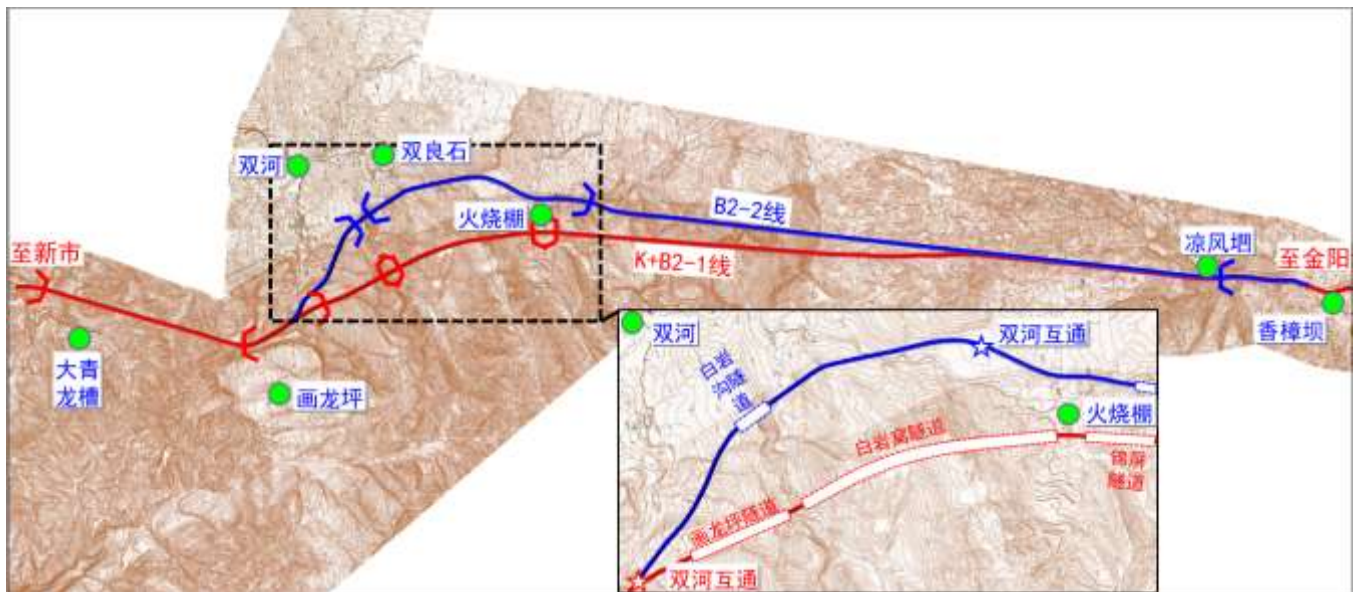 双河
双良石
火烧棚
B2-2线
K+B2-1线
至新市
凉风坳
至金阳
香樟坝
大青
龙槽
画龙坪
双河
双河互通
白岩
沟隧
道
火烧棚
白岩窝隧道
锦屏
隧道
画龙坪隧道
双河互通